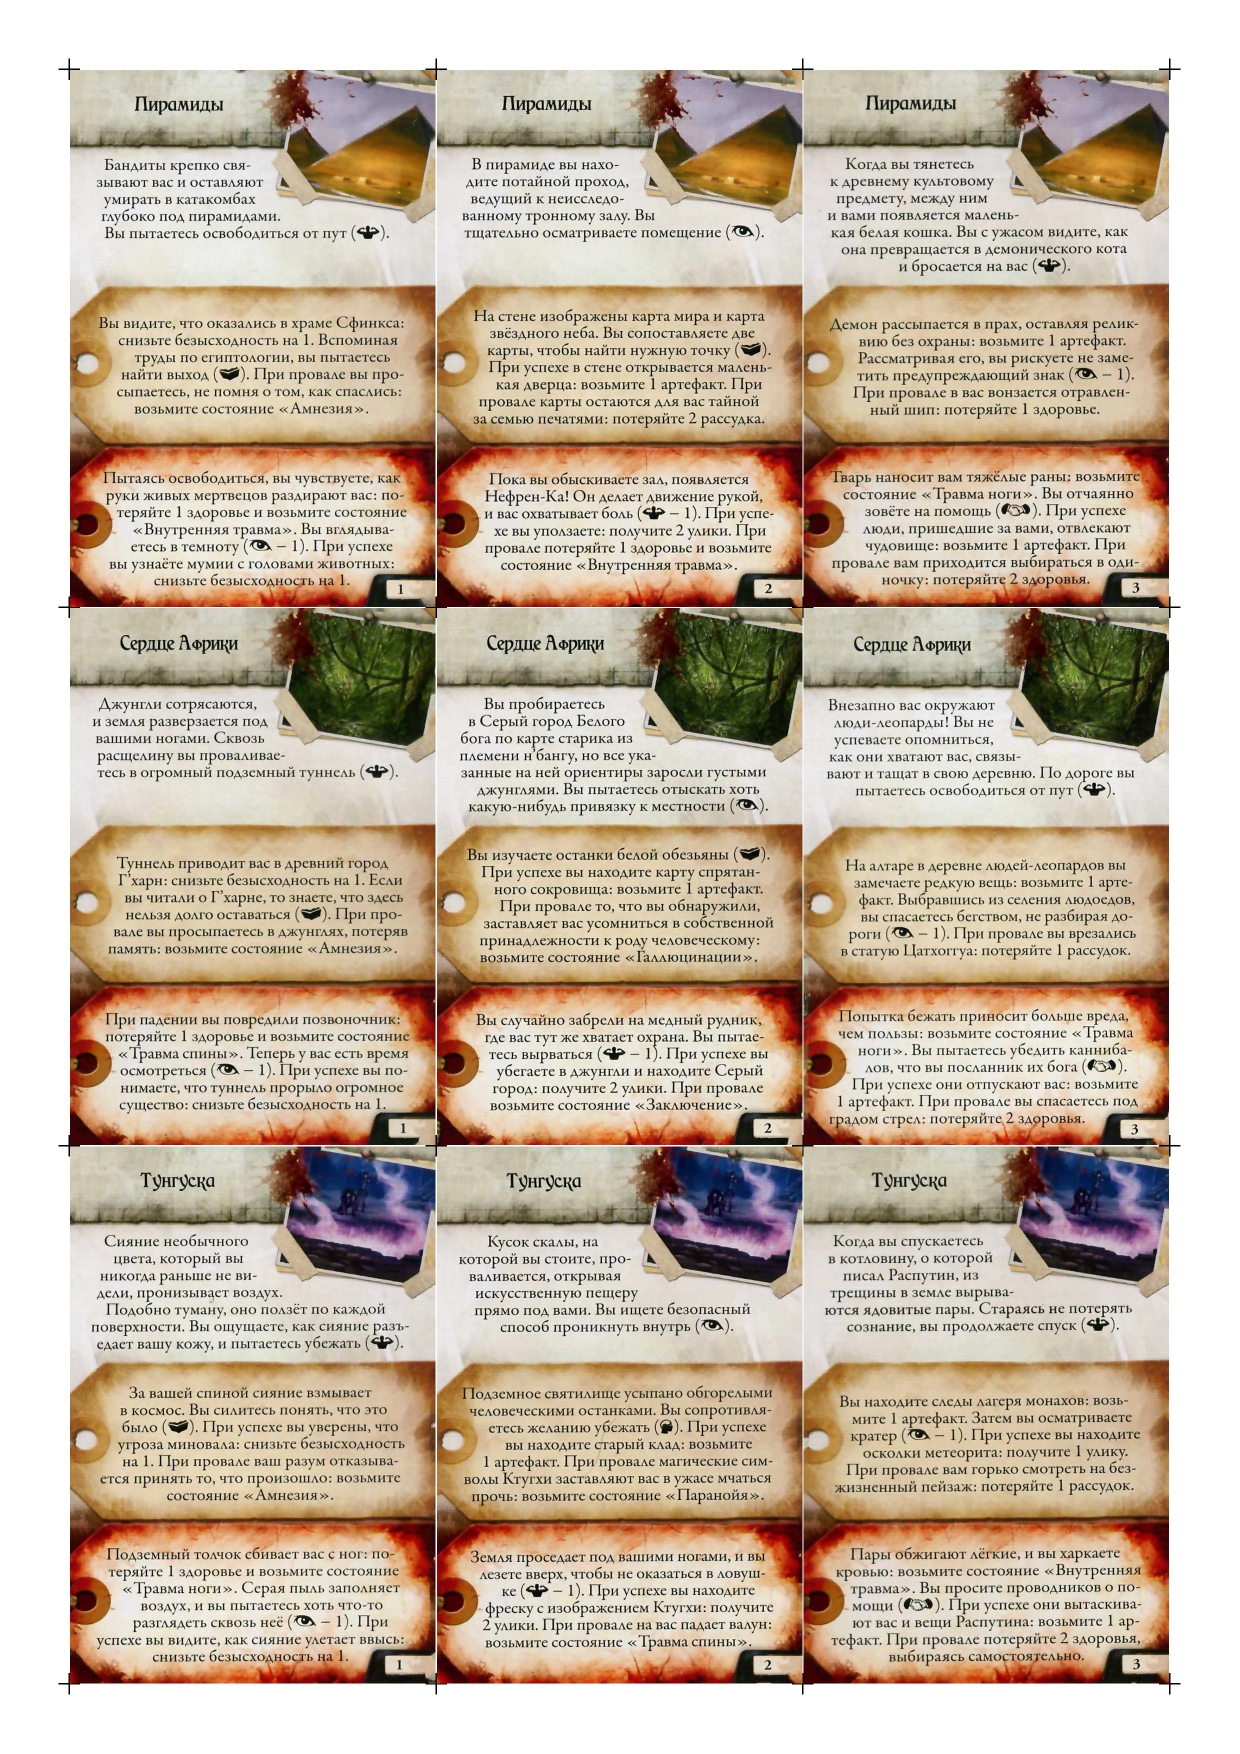 Пирамиды
Бандиты крепко свя-
зывают вас и оставляют
умирать в катакомбах
глубоко под пирамидами.
Вы пытаетесь освободиться от пут ( ).
Вы видите, что оказались в храме Сфинкса:
снизьте безысходность на 1. Вспоминая
труды по египтологии, вы пытаетесь
найти выход ( ). При провале вы про-
сыпаетесь, не помня о том, как спаслись:
возьмите состояние «Амнезия».
Пытаясь освободиться, вы чувствуете, как
руки живых мертвецов раздирают вас: по-
теряйте 1 здоровье и возьмите состояние
«Внутренняя травма». Вы вглядыва-
етесь в темноту ( – 1). При успехе
вы узнаёте мумии с головами животных:
снизьте безысходность на 1.
1
Пирамиды
В пирамиде вы нахо-
дите потайной проход,
ведущий к неисследо-
ванному тронному залу. Вы
тщательно осматриваете помещение ( ).
На стене изображены карта мира и карта
звёздного неба. Вы сопоставляете две
карты, чтобы найти нужную точку ( ).
При успехе в стене открывается малень-
кая дверца: возьмите 1 артефакт. При
провале карты остаются для вас тайной
за семью печатями: потеряйте 2 рассудка.
Пока вы обыскиваете зал, появляется
Нефрен-Ка! Он делает движение рукой,
и вас охватывает боль ( – 1). При успе-
хе вы уползаете: получите 2 улики. При
провале потеряйте 1 здоровье и возьмите
состояние «Внутренняя травма».
2
Пирамиды
Когда вы тянетесь
к древнему культовому
предмету, между ним
и вами появляется малень-
кая белая кошка. Вы с ужасом видите, как
она превращается в демонического кота
и бросается на вас ( ).
Демон рассыпается в прах, оставляя релик-
вию без охраны: возьмите 1 артефакт.
Рассматривая его, вы рискуете не заме-
тить предупреждающий знак ( – 1).
При провале в вас вонзается отравлен-
ный шип: потеряйте 1 здоровье.
Тварь наносит вам тяжёлые раны: возьмите
состояние «Травма ноги». Вы отчаянно
зовёте на помощь ( ). При успехе
люди, пришедшие за вами, отвлекают
чудовище: возьмите 1 артефакт. При
провале вам приходится выбираться в оди-
ночку: потеряйте 2 здоровья.
3
Сердце Африки
Джунгли сотрясаются,
и земля разверзается под
вашими ногами. Сквозь
расщелину вы проваливае-
тесь в огромный подземный туннель ( ).
Туннель приводит вас в древний город
Г'харн: снизьте безысходность на 1. Если
вы читали о Г'харне, то знаете, что здесь
нельзя долго оставаться ( ). При про-
вале вы просыпаетесь в джунглях, потеряв
память: возьмите состояние «Амнезия».
При падении вы повредили позвоночник:
потеряйте 1 здоровье и возьмите состояние
«Травма спины». Теперь у вас есть время
осмотреться ( – 1). При успехе вы по-
нимаете, что туннель прорыло огромное
существо: снизьте безысходность на 1.
1
Сердце Африки
Вы пробираетесь
в Серый город Белого
бога по карте старика из
племени н'бангу, но все ука-
занные на ней ориентиры заросли густыми
джунглями. Вы пытаетесь отыскать хоть
какую-нибудь привязку к местности ( ).
Вы изучаете останки белой обезьяны ( ).
При успехе вы находите карту спрятан-
ного сокровища: возьмите 1 артефакт.
При провале то, что вы обнаружили,
заставляет вас усомниться в собственной
принадлежности к роду человеческому:
возьмите состояние «Галлюцинации».
Вы случайно забрели на медный рудник,
где вас тут же хватает охрана. Вы пытае-
тесь вырваться ( – 1). При успехе вы
убегаете в джунгли и находите Серый
город: получите 2 улики. При провале
возьмите состояние «Заключение».
2
Сердце Африки
Внезапно вас окружают
люди-леопарды! Вы не
успеваете опомниться,
как они хватают вас, связы-
вают и тащат в свою деревню. По дороге вы
пытаетесь освободиться от пут ( ).
На алтаре в деревне людей-леопардов вы
замечаете редкую вещь: возьмите 1 арте-
факт. Выбравшись из селения людоедов,
вы спасаетесь бегством, не разбирая до-
роги ( – 1). При провале вы врезались
в статую Цатхоггуа: потеряйте 1 рассудок.
Попытка бежать приносит больше вреда,
чем пользы: возьмите состояние «Травма
ноги». Вы пытаетесь убедить канниба-
лов, что вы посланник их бога ( ).
При успехе они отпускают вас: возьмите
1 артефакт. При провале вы спасаетесь под
градом стрел: потеряйте 2 здоровья.
3
Тунгуска
Сияние необычного
цвета, который вы
никогда раньше не ви-
дели, пронизывает воздух.
Подобно туману, оно ползёт по каждой
поверхности. Вы ощущаете, как сияние разъ-
едает вашу кожу, и пытаетесь убежать ( ).
За вашей спиной сияние взмывает
в космос. Вы силитесь понять, что это
было ( ). При успехе вы уверены, что
угроза миновала: снизьте безысходность
на 1. При провале ваш разум отказыва-
ется принять то, что произошло: возьмите
состояние «Амнезия».
Подземный толчок сбивает вас с ног: по-
теряйте 1 здоровье и возьмите состояние
«Травма ноги». Серая пыль заполняет
воздух, и вы пытаетесь хоть что-то
разглядеть сквозь неё ( – 1). При
успехе вы видите, как сияние улетает ввысь:
снизьте безысходность на 1.
1
Тунгуска
Кусок скалы, на
которой вы стоите, про-
валивается, открывая
искусственную пещеру
прямо под вами. Вы ищете безопасный
способ проникнуть внутрь ( ).
Подземное святилище усыпано обгорелыми
человеческими останками. Вы сопротивля-
етесь желанию убежать ( ). При успехе
вы находите старый клад: возьмите
1 артефакт. При провале магические сим-
волы Ктугхи заставляют вас в ужасе мчаться
прочь: возьмите состояние «Паранойя».
Земля проседает под вашими ногами, и вы
лезете вверх, чтобы не оказаться в ловуш-
ке ( – 1). При успехе вы находите
фреску с изображением Ктугхи: получите
2 улики. При провале на вас падает валун:
возьмите состояние «Травма спины».
2
Тунгуска
Когда вы спускаетесь
в котловину, о которой
писал Распутин, из
трещины в земле вырыва-
ются ядовитые пары. Стараясь не потерять
сознание, вы продолжаете спуск ( ).
Вы находите следы лагеря монахов: возь-
мите 1 артефакт. Затем вы осматриваете
кратер ( – 1). При успехе вы находите
осколки метеорита: получите 1 улику.
При провале вам горько смотреть на без-
жизненный пейзаж: потеряйте 1 рассудок.
Пары обжигают лёгкие, и вы харкаете
кровью: возьмите состояние «Внутренняя
травма». Вы просите проводников о по-
мощи ( ). При успехе они вытаскива-
ют вас и вещи Распутина: возьмите 1 ар-
тефакт. При провале потеряйте 2 здоровья,
выбираясь самостоятельно.
3